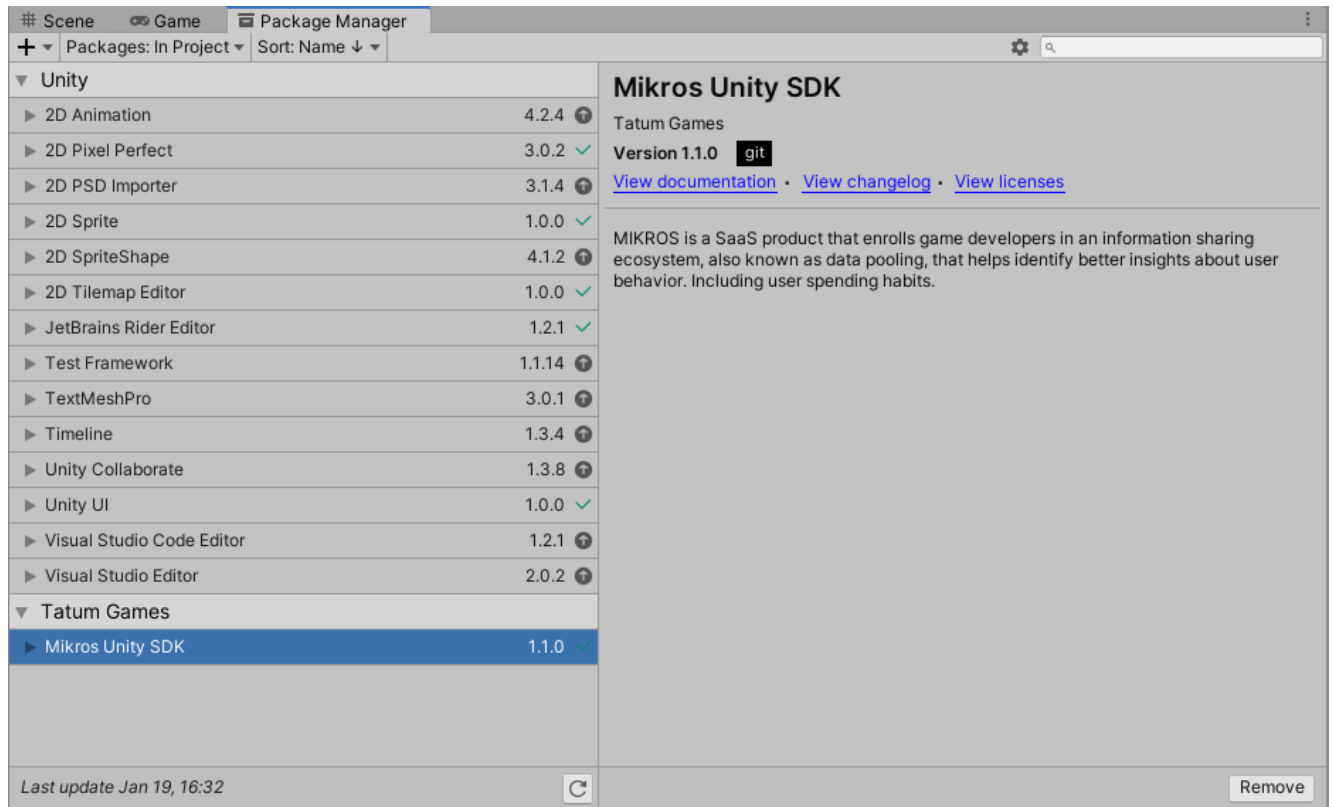 Scene Game Package Manager
+ Packages: In Project Sort: Name ↓
Unity
2D Animation 4.2.4
2D Pixel Perfect 3.0.2
2D PSD Importer 3.1.4
2D Sprite 1.0.0
2D SpriteShape 4.1.2
2D Tilemap Editor 1.0.0
JetBrains Rider Editor 1.2.1
Test Framework 1.1.14
TextMeshPro 3.0.1
Timeline 1.3.4
Unity Collaborate 1.3.8
Unity UI 1.0.0
Visual Studio Code Editor 1.2.1
Visual Studio Editor 2.0.2
Tatum Games
Mikros Unity SDK 1.1.0
Last update Jan 19, 16:32
Mikros Unity SDK
Tatum Games
Version 1.1.0 git
View documentation • View changelog • View licenses
MIKROS is a SaaS product that enrolls game developers in an information sharing
ecosystem, also known as data pooling, that helps identify better insights about user
behavior. Including user spending habits.
Remove